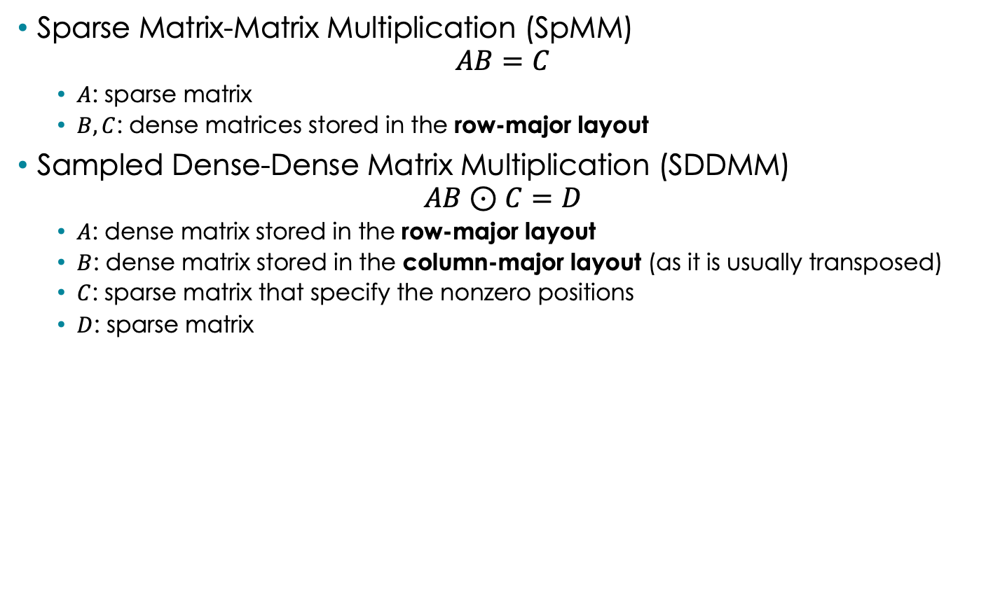 • Sparse Matrix-Matrix Multiplication (SpMM)
AB = C
• A: sparse matrix
• B, C: dense matrices stored in the row-major layout
• Sampled Dense-Dense Matrix Multiplication (SDDMM)
AB ⊙ C = D
• A: dense matrix stored in the row-major layout
• B: dense matrix stored in the column-major layout (as it is usually transposed)
• C: sparse matrix that specify the nonzero positions
• D: sparse matrix